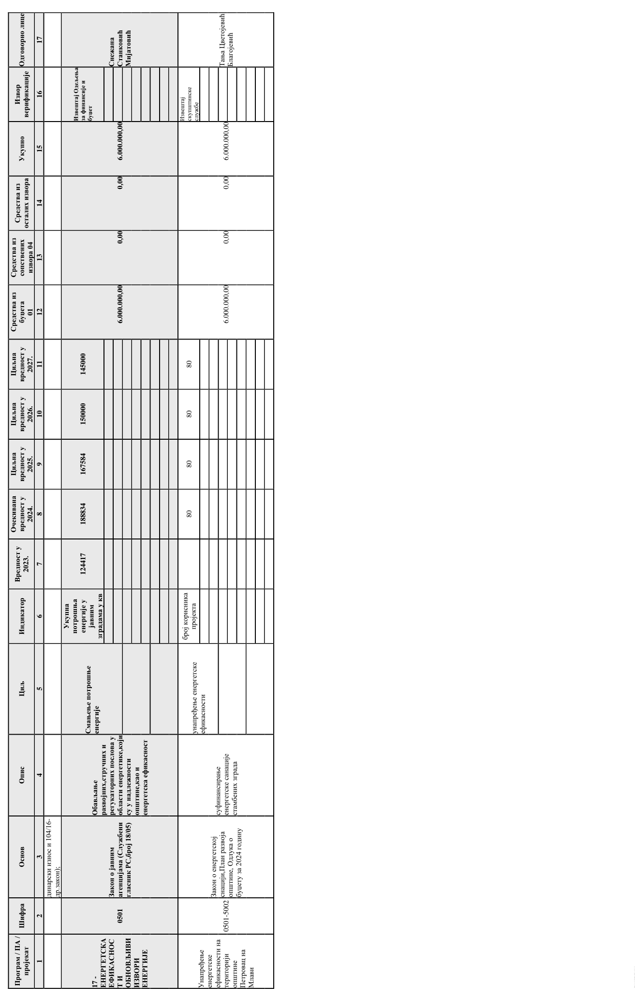 Програм / ПА /
пројекат
Шифра
Основ
Опис
Циљ
Индикатор
Вредност у
2023.
Очекивана
вредност у
2024.
Циљна
вредност у
2025.
Циљна
вредност у
2026.
Циљна
вредност у
2027.
Средства из
буџета
01
Средства из
сопствених
извора 04
Средства из
осталих извора
Укупно
Извор
верификације
Одговорно лице
1
2
3
4
5
6
7
8
9
10
11
12
13
14
15
16
17
динарски износ и 104/16-
др.закон);
17 -
ЕНЕРГЕТСКА
ЕФИКАСНОС
Т И
ОБНОВЉИВИ
ИЗВОРИ
ЕНЕРГИЈЕ
0501
Закон о јавним
агенцијама (Службени
гласник РС,број 18/05)
Обављање
развојних,стручних и
регукаторних послова у
области енергетике,који
су у надлежности
општине,као и
енергетска ефикасност
Смањење потрошње
енергије
Укупна
потрошња
енергије у
јавним
зградама у кв
124417
188834
167584
150000
145000
6.000.000,00
0,00
0,00
6.000.000,00
Извештај Одељења
за финансије и
буџет
Снежана
Станковић
Мијатовић
Унапређење
енергетске
ефикасности на
територији
општине
Петровац на
Млави
0501-5002
Закон о енергетској
снацији,План развоја
општине, Одлука о
буџету за 2024 годину
суфинансирање
енергетске санације
стамбених зграда
унапређење енергетске
ефикасности
број корисника
пројекта
80
80
80
80
6.000.000,00
0,00
0,00
6.000.000,00
Извештај
скупштинске
службе
Тања Цветојевић
Благојевић